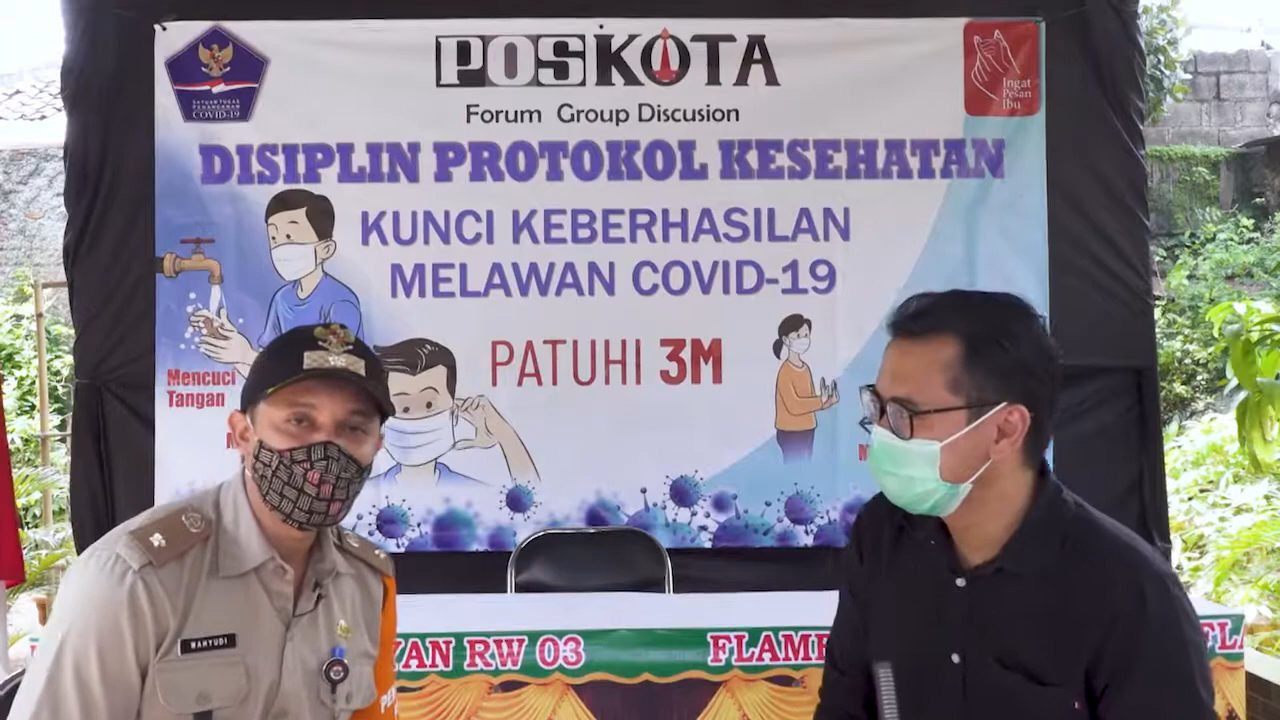 POSKOTA
Forum Group Discusion
SATUAN TUGAS
PENANGANAN
COVID-19
Ingat
Pesan
Ibu
DISIPLIN PROTOKOL KESEHATAN
KUNCI KEBERHASILAN
MELAWAN COVID-19
PATUHI 3M
Mencuci
Tangan
WAHYUDI
YAN RW 03
FLAM